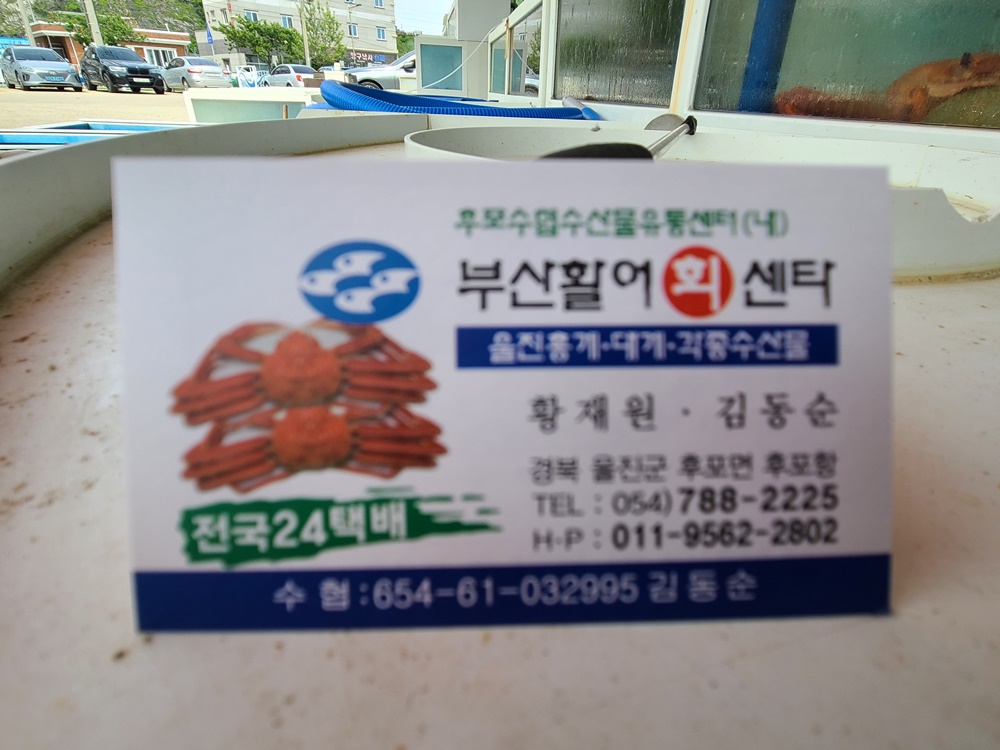 후포수협수산물유통센터(내)
부산활어회센타
울진홍게·대게·각종수산물
황재원 · 김동순
경북 울진군 후포면 후포항
TEL : 054) 788-2225
H·P : 011-9562-2802
전국24택배
수협:654-61-032995 김동순